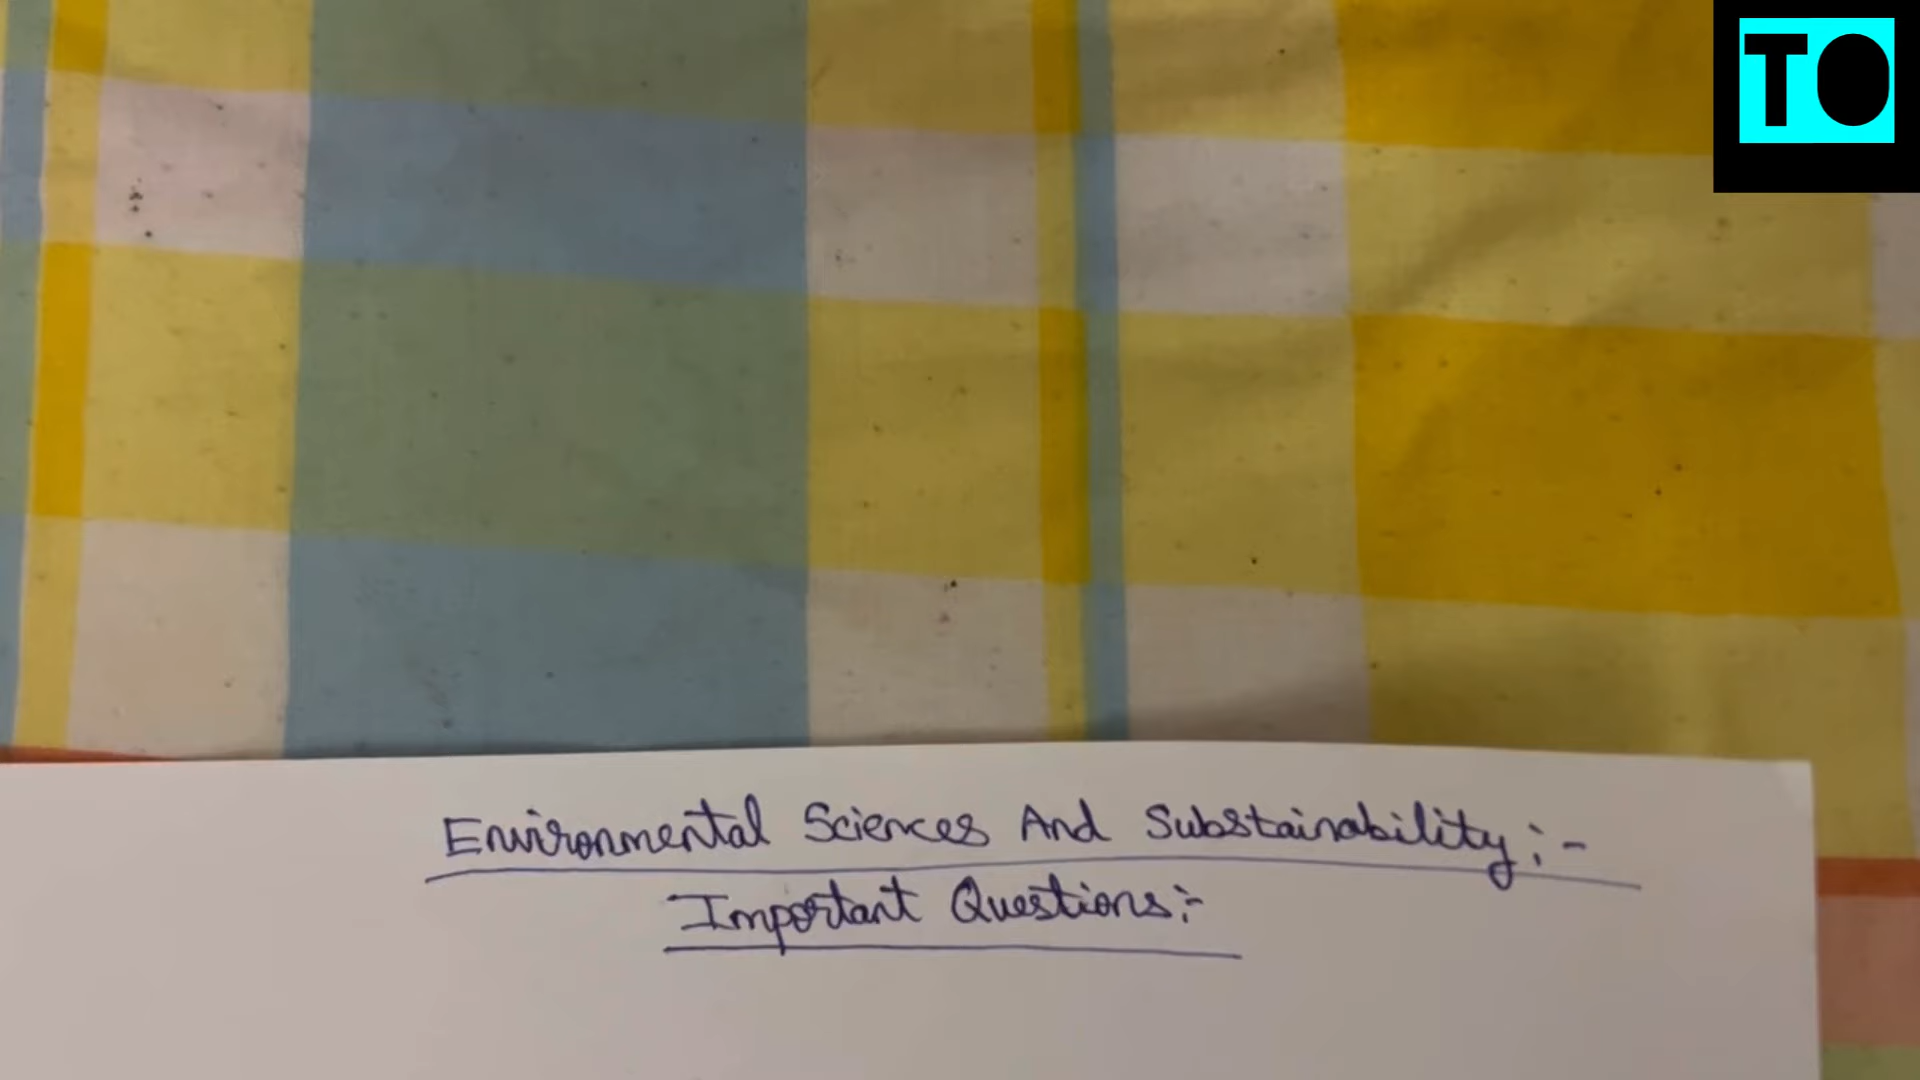 TO
Environmental Sciences And Substainability:-
Important Questions:-